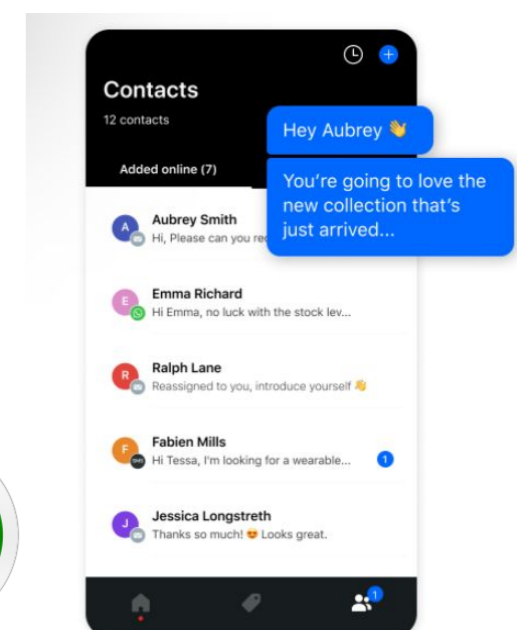 Contacts
12 contacts
Hey Aubrey 👋
Added online (7)
You're going to love the
new collection that's
just arrived...
A
Aubrey Smith
Hi, Please can you
E
Emma Richard
Hi Emma, no luck with the stock lev...
R
Ralph Lane
Reassigned to you, introduce yourself 👋
F
Fabien Mills
Hi Tessa, I'm looking for a wearable...
1
J
Jessica Longstreth
Thanks so much! 😍 Looks great.
1